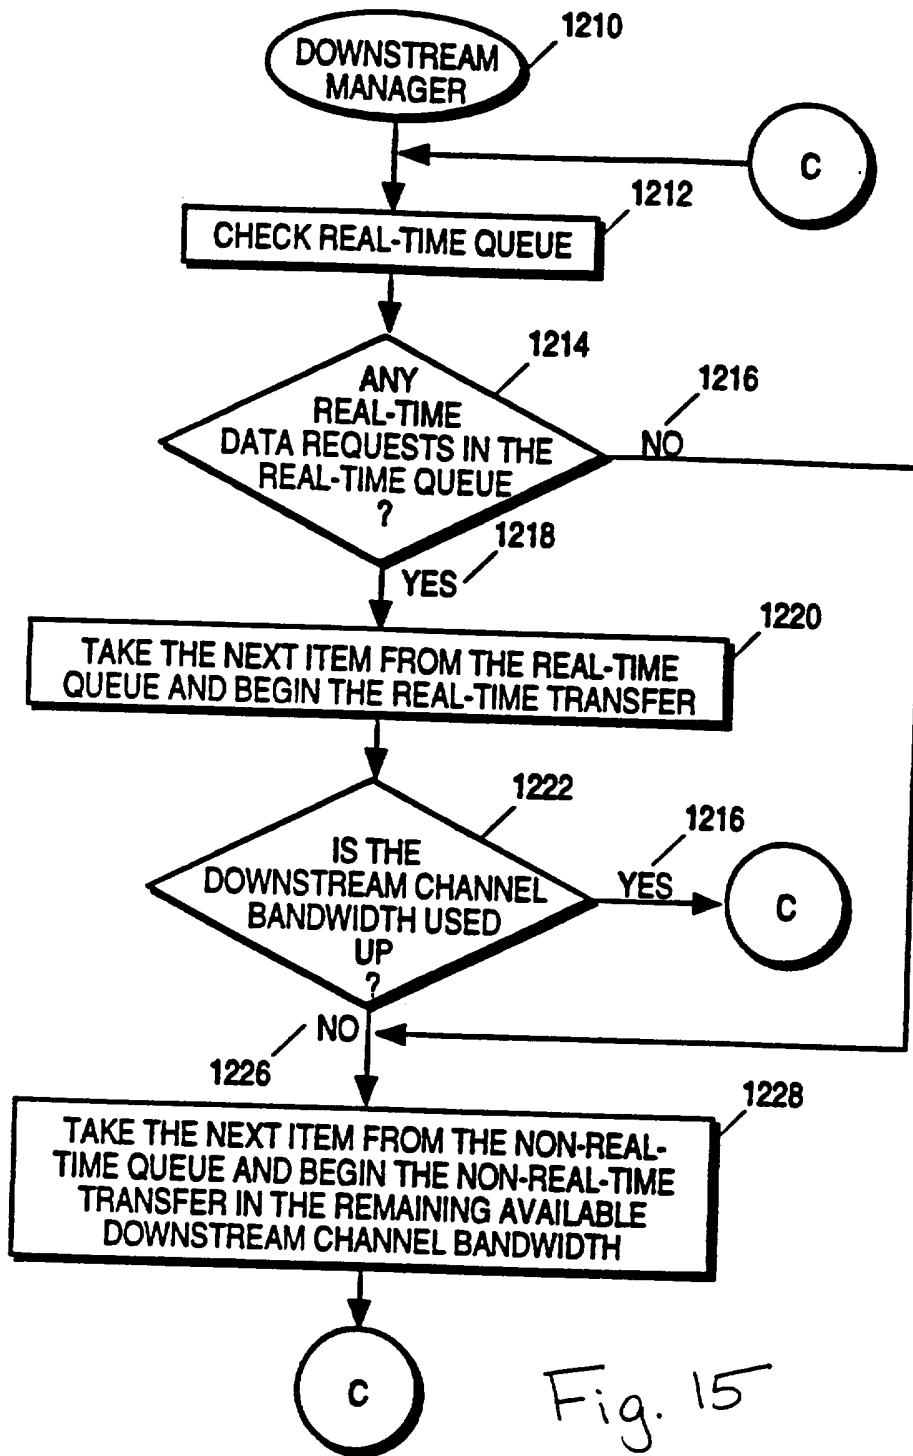 1210
DOWNSTREAM
MANAGER
C
1212
CHECK REAL-TIME QUEUE
1214
ANY
REAL-TIME
DATA REQUESTS IN THE
REAL-TIME QUEUE
?
1216
NO
1218
YES
1220
TAKE THE NEXT ITEM FROM THE REAL-TIME
QUEUE AND BEGIN THE REAL-TIME TRANSFER
1222
IS THE
DOWNSTREAM CHANNEL
BANDWIDTH USED
UP
?
1216
YES
C
NO
1226
1228
TAKE THE NEXT ITEM FROM THE NON-REAL-
TIME QUEUE AND BEGIN THE NON-REAL-TIME
TRANSFER IN THE REMAINING AVAILABLE
DOWNSTREAM CHANNEL BANDWIDTH
C
Fig. 15